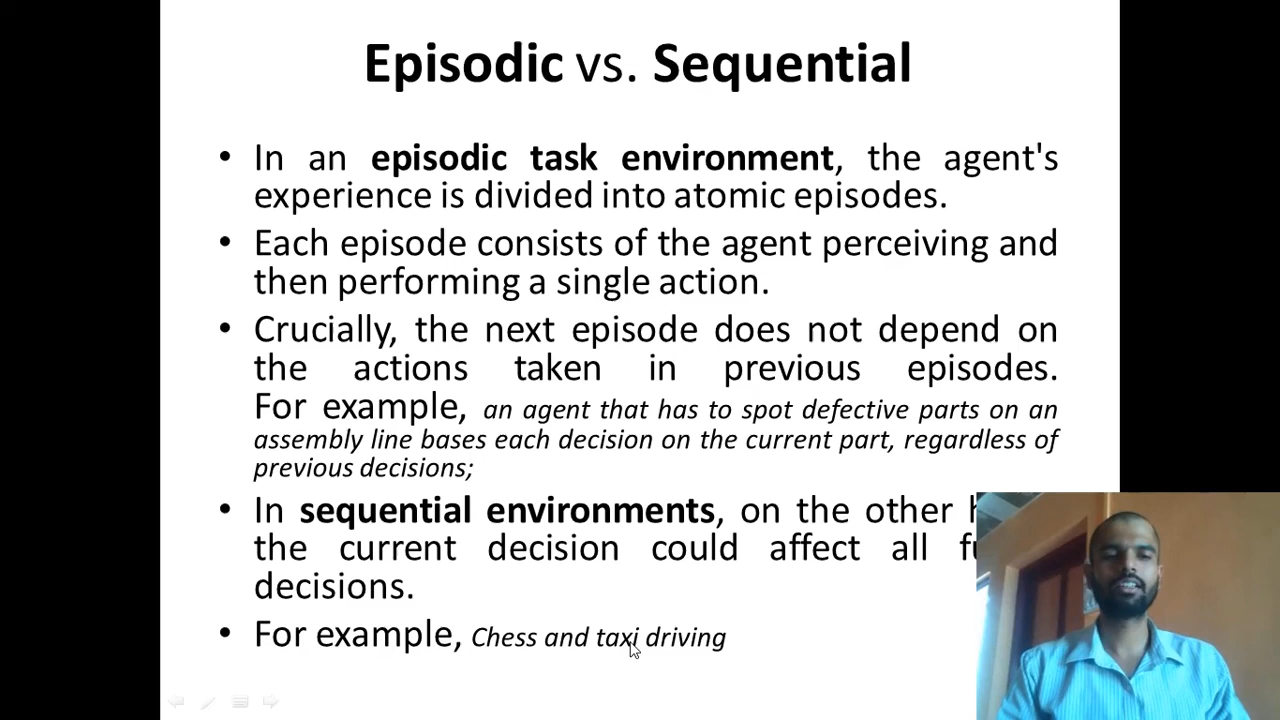 Episodic vs. Sequential
• In an episodic task environment, the agent's
experience is divided into atomic episodes.
• Each episode consists of the agent perceiving and
then performing a single action.
• Crucially, the next episode does not depend on
the actions taken in previous episodes.
For example, an agent that has to spot defective parts on an
assembly line bases each decision on the current part, regardless of
previous decisions;
• In sequential environments, on the other
the current decision could affect all
decisions.
• For example, Chess and taxi driving